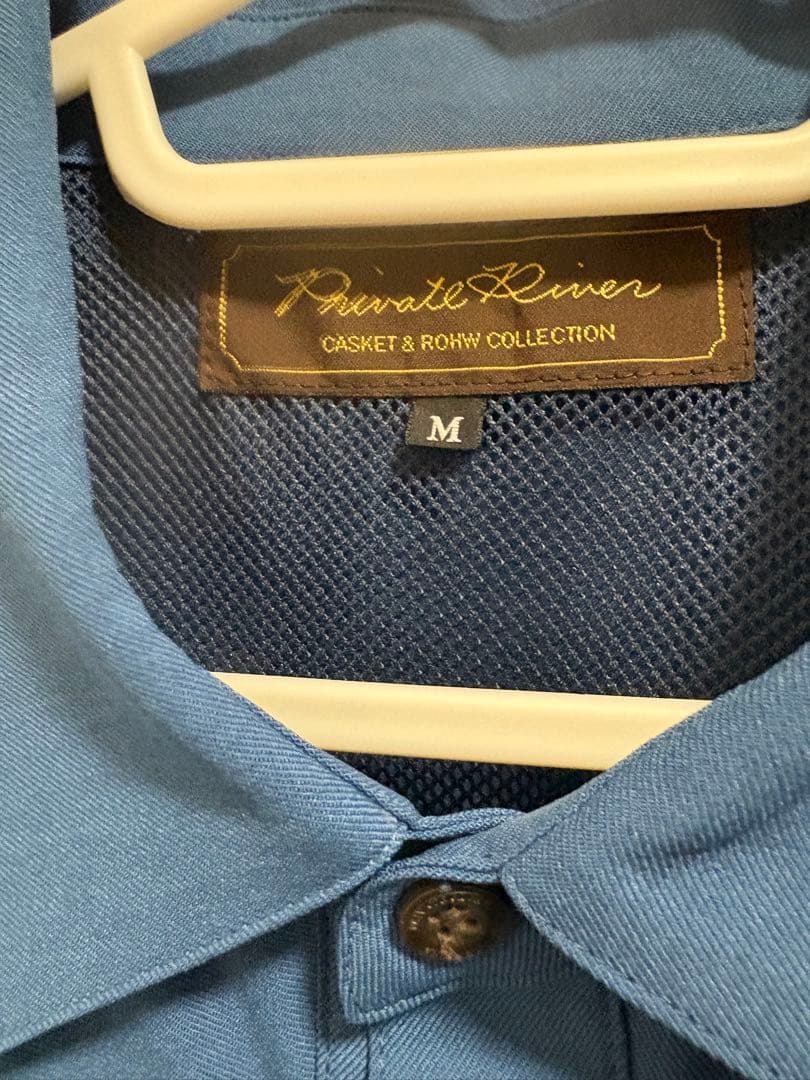 Private River
CASKET & ROHW COLLECTION
M